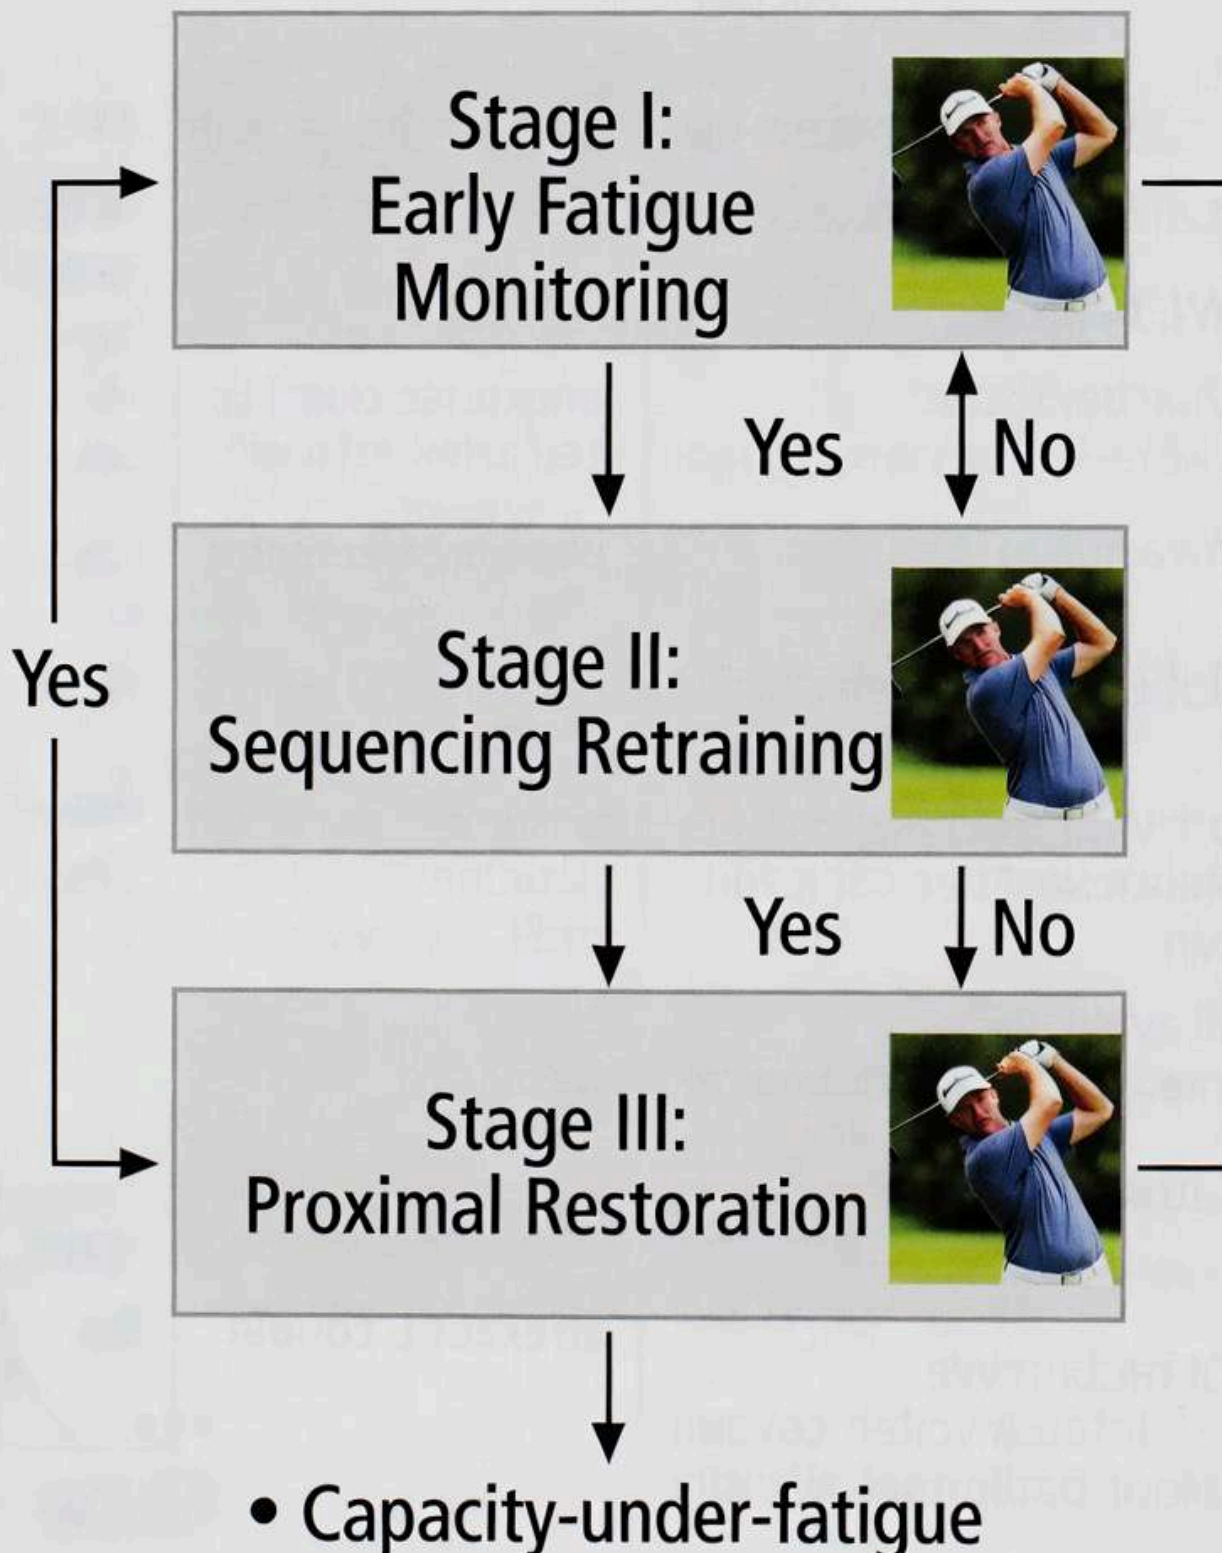 Stage I:
Early Fatigue
Monitoring
Yes No
Yes
Stage II:
Sequencing Retraining
Yes No
Stage III:
Proximal Restoration
• Capacity-under-fatigue